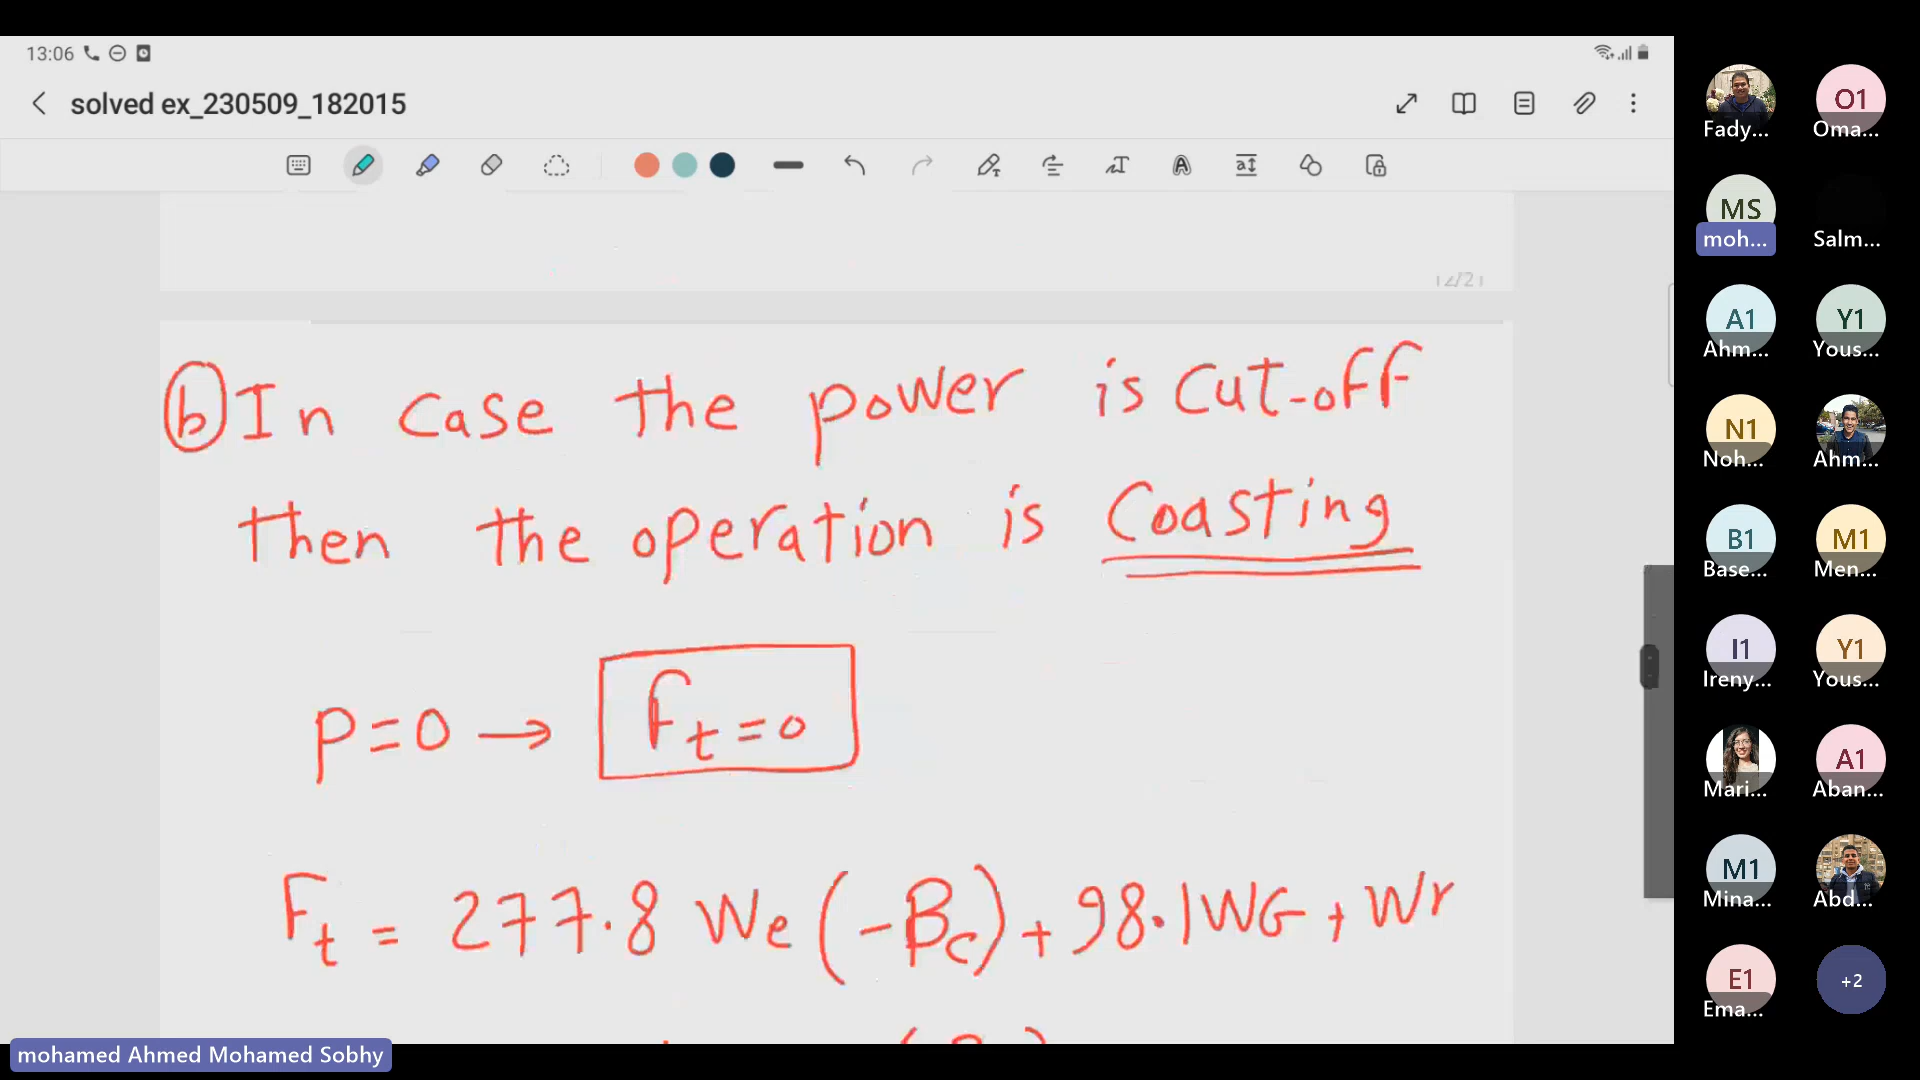 13:06
solved ex_230509_182015
12/21
b In case the power is cut-off
then the operation is Coasting
P=0 → Ft=0
Ft = 277.8 We (-Bc) + 98.1WG + Wr
mohamed Ahmed Mohamed Sobhy
Fady...
O1
Oma...
MS
moh...
Salm...
A1
Ahm...
Y1
Yous...
N1
Noh...
Ahm...
B1
Base...
M1
Men...
I1
Ireny...
Y1
Yous...
Mari...
A1
Aban...
M1
Mina...
Abd...
E1
Ema...
+2